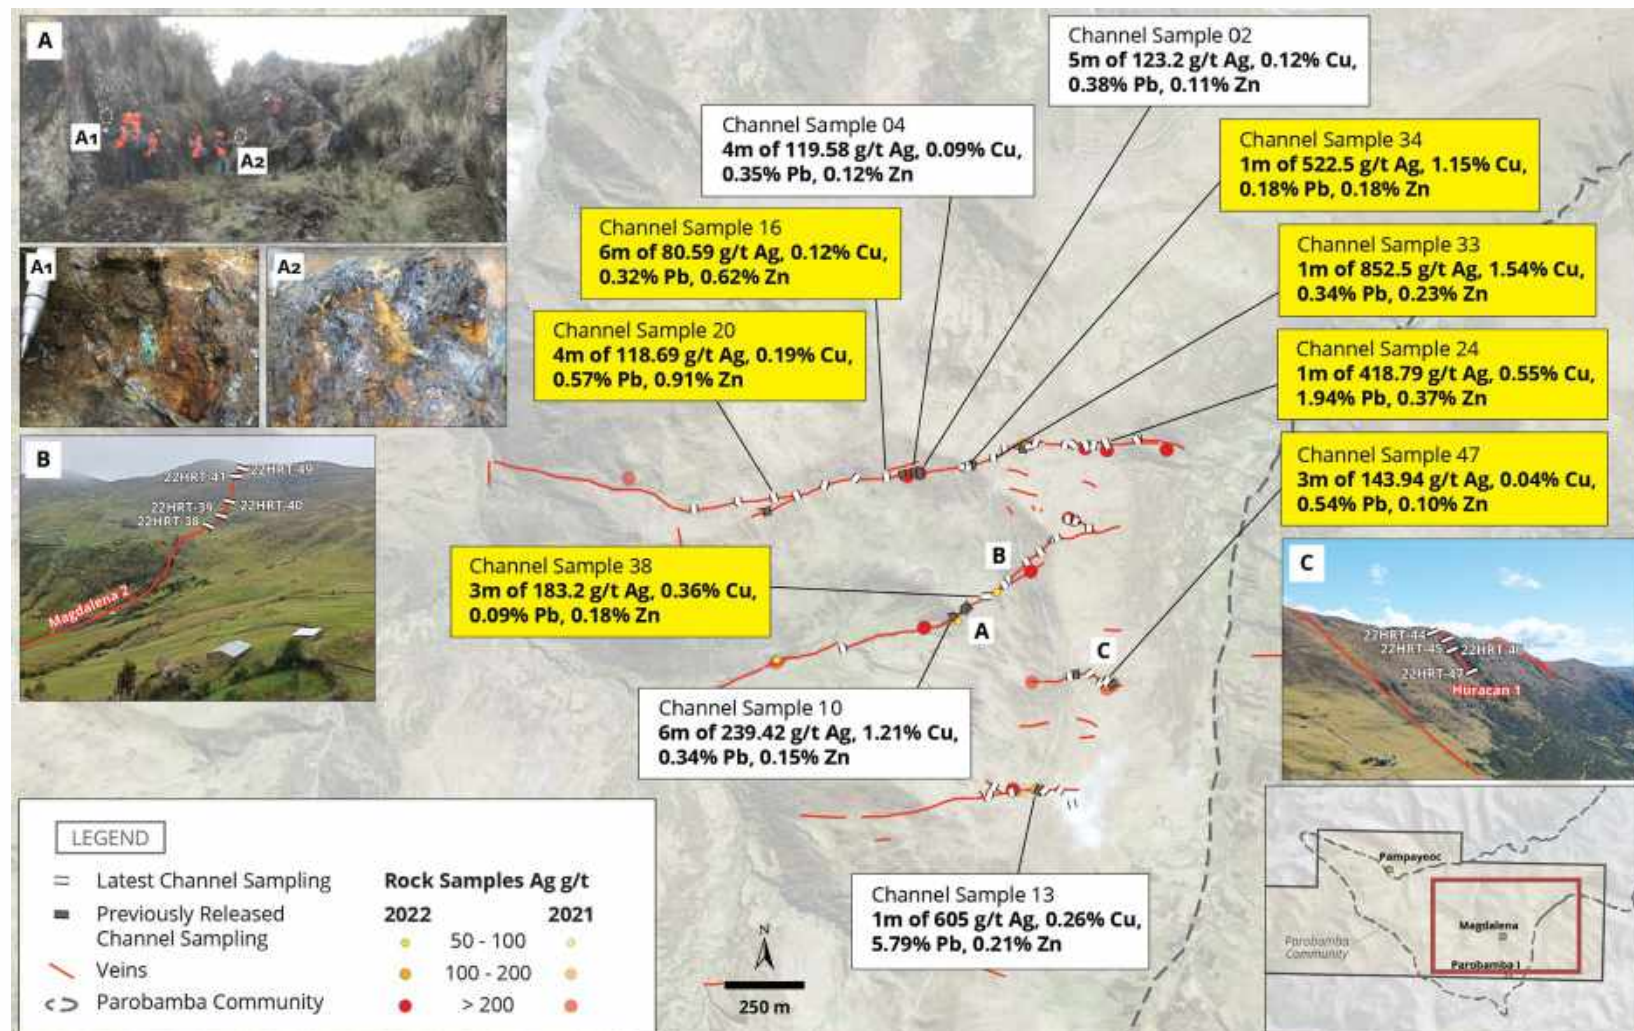 A
A1
A2
A1
A2
B
22HRT-41
22HRT-49
22HRT-39
22HRT-40
22HRT-38
Magdalena 2
Channel Sample 02
5m of 123.2 g/t Ag, 0.12% Cu,
0.38% Pb, 0.11% Zn
Channel Sample 04
4m of 119.58 g/t Ag, 0.09% Cu,
0.35% Pb, 0.12% Zn
Channel Sample 34
1m of 522.5 g/t Ag, 1.15% Cu,
0.18% Pb, 0.18% Zn
Channel Sample 16
6m of 80.59 g/t Ag, 0.12% Cu,
0.32% Pb, 0.62% Zn
Channel Sample 33
1m of 852.5 g/t Ag, 1.54% Cu,
0.34% Pb, 0.23% Zn
Channel Sample 20
4m of 118.69 g/t Ag, 0.19% Cu,
0.57% Pb, 0.91% Zn
Channel Sample 24
1m of 418.79 g/t Ag, 0.55% Cu,
1.94% Pb, 0.37% Zn
Channel Sample 47
3m of 143.94 g/t Ag, 0.04% Cu,
0.54% Pb, 0.10% Zn
Channel Sample 38
3m of 183.2 g/t Ag, 0.36% Cu,
0.09% Pb, 0.18% Zn
B
A
C
Channel Sample 10
6m of 239.42 g/t Ag, 1.21% Cu,
0.34% Pb, 0.15% Zn
C
22HRT-44
22HRT-45
22HRT-47
Huracan 1
Channel Sample 13
1m of 605 g/t Ag, 0.26% Cu,
5.79% Pb, 0.21% Zn
LEGEND
Latest Channel Sampling
Previously Released
Channel Sampling
Veins
Parobamba Community
Rock Samples Ag g/t
2022 2021
50 - 100
100 - 200
> 200
N
250 m
Pampayeoc
Magdalena
Parobamba
Community
Parobamba I